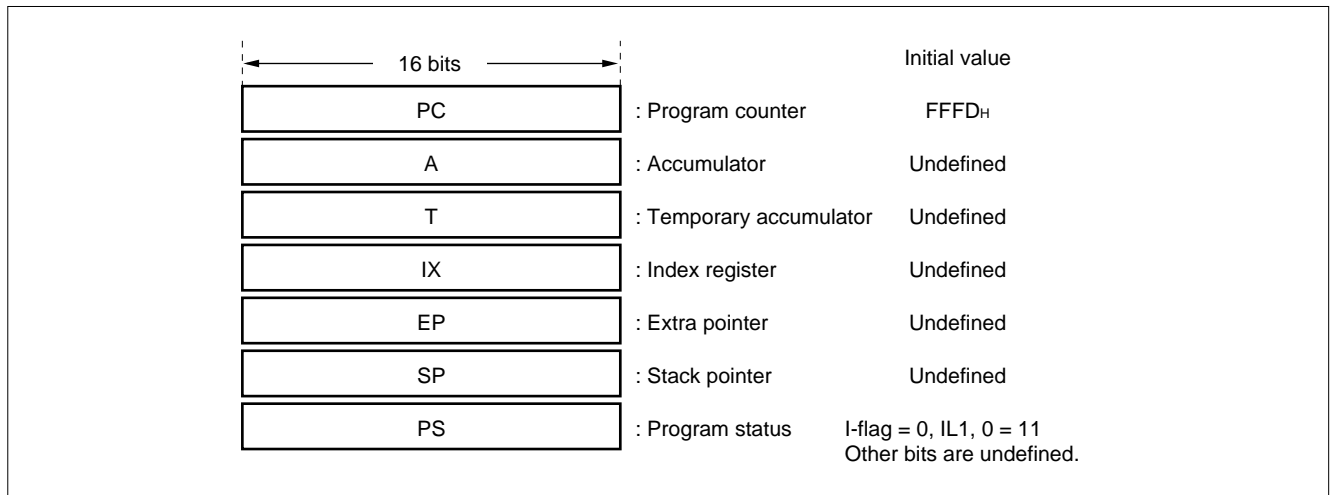 16 bits Initial value
PC : Program counter FFFDH
A : Accumulator Undefined
T : Temporary accumulator Undefined
IX : Index register Undefined
EP : Extra pointer Undefined
SP : Stack pointer Undefined
PS : Program status I-flag = 0, IL1, 0 = 11
Other bits are undefined.